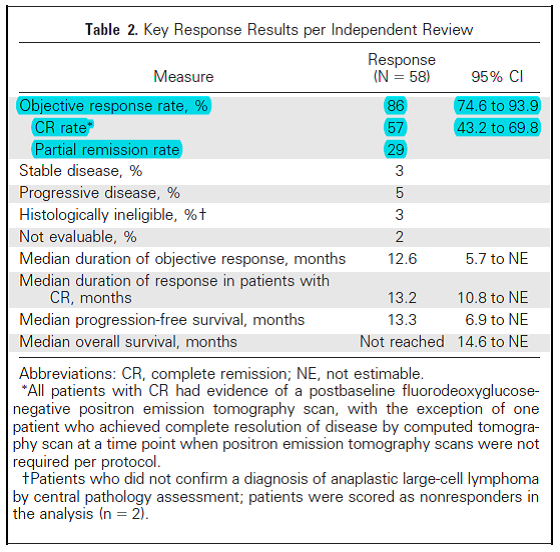 Table 2. Key Response Results per Independent Review
Measure Response (N = 58) 95% CI
Objective response rate, % 86 74.6 to 93.9
CR rate* 57 43.2 to 69.8
Partial remission rate 29
Stable disease, % 3
Progressive disease, % 5
Histologically ineligible, %† 3
Not evaluable, % 2
Median duration of objective response, months 12.6 5.7 to NE
Median duration of response in patients with
CR, months 13.2 10.8 to NE
Median progression-free survival, months 13.3 6.9 to NE
Median overall survival, months Not reached 14.6 to NE
Abbreviations: CR, complete remission; NE, not estimable.
*All patients with CR had evidence of a postbaseline fluorodeoxyglucose-
negative positron emission tomography scan, with the exception of one
patient who achieved complete resolution of disease by computed tomogra-
phy scan at a time point when positron emission tomography scans were not
required per protocol.
†Patients who did not confirm a diagnosis of anaplastic large-cell lymphoma
by central pathology assessment; patients were scored as nonresponders in
the analysis (n = 2).